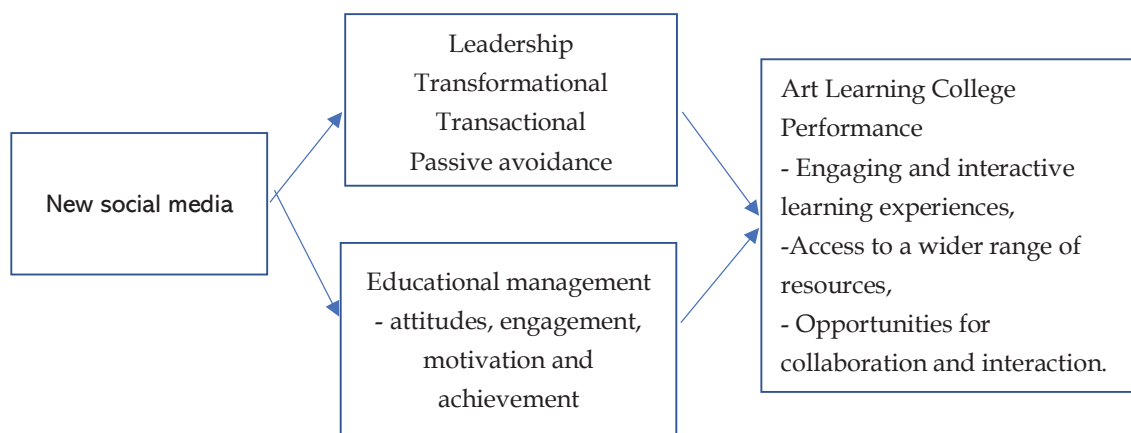 New social media
Leadership
Transformational
Transactional
Passive avoidance
Educational management
- attitudes, engagement,
motivation and
achievement
Art Learning College
Performance
- Engaging and interactive
learning experiences,
-Access to a wider range of
resources,
- Opportunities for
collaboration and interaction.